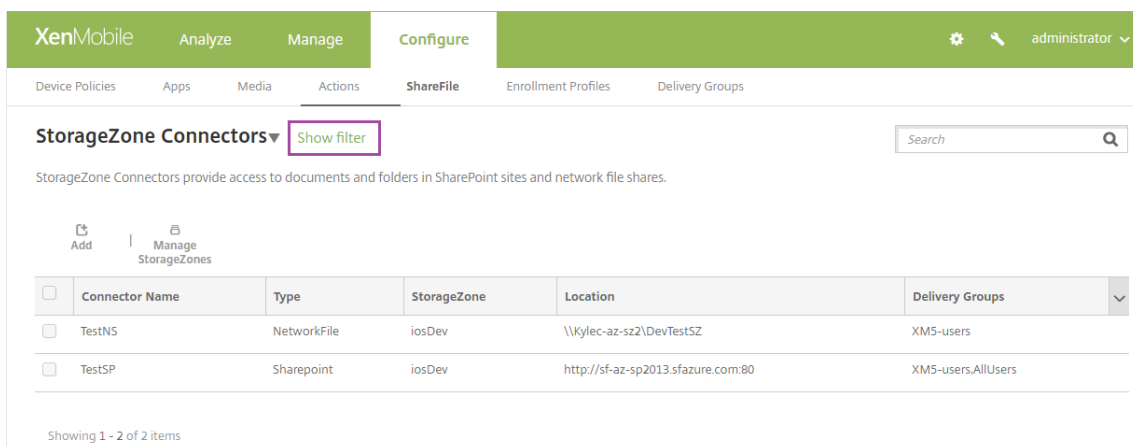 XenMobile Analyze Manage Configure administrator
Device Policies Apps Media Actions ShareFile Enrollment Profiles Delivery Groups
StorageZone Connectors Show filter Search
StorageZone Connectors provide access to documents and folders in SharePoint sites and network file shares.
Add | Manage StorageZones
Connector Name Type StorageZone Location Delivery Groups
TestNS NetworkFile iosDev \\Kylec-az-sz2\DevTestSZ XM5-users
TestSP Sharepoint iosDev http://sf-az-sp2013.sfazure.com:80 XM5-users,AllUsers
Showing 1 - 2 of 2 items